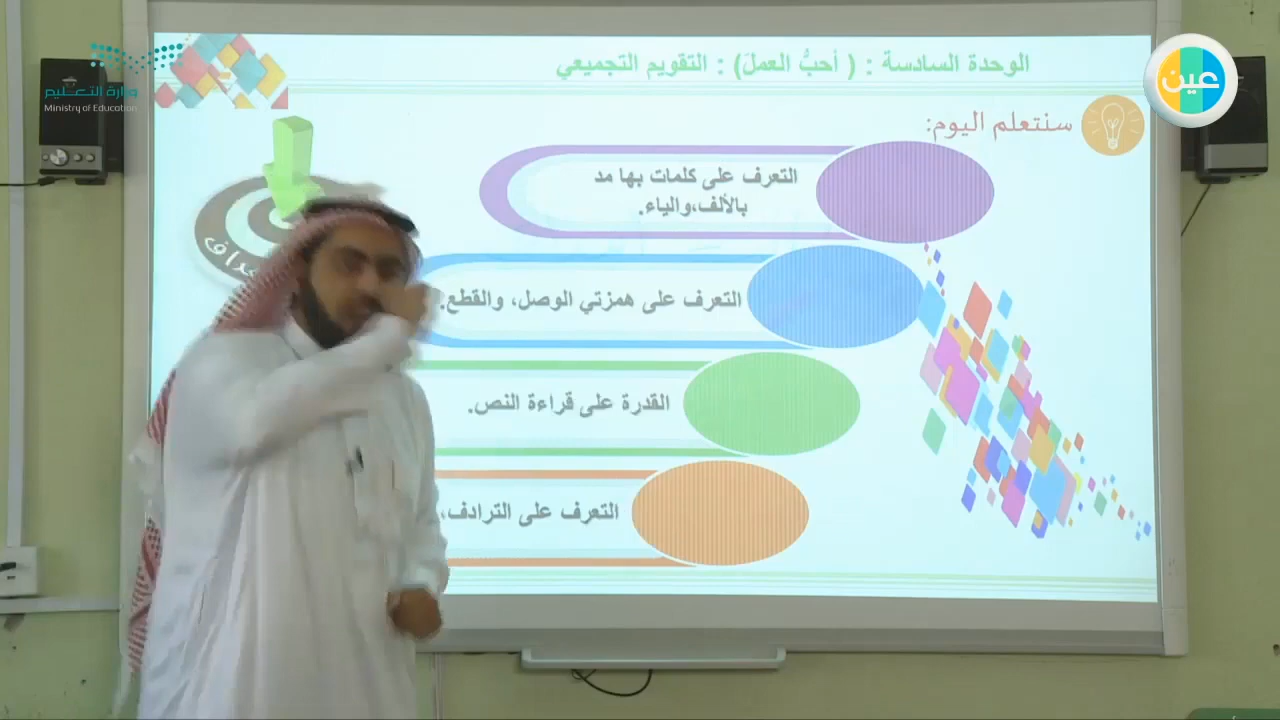 الوحدة السادسة : ( أحبُّ العملَ) : التقويم التجميعي
سنتعلم اليوم:
التعرف على كلمات بها مد
بالألف،والياء.
التعرف على همزتي الوصل، والقطع.
القدرة على قراءة النص.
التعرف على الترادف،
وزارة التعليم
Ministry of Education
عين